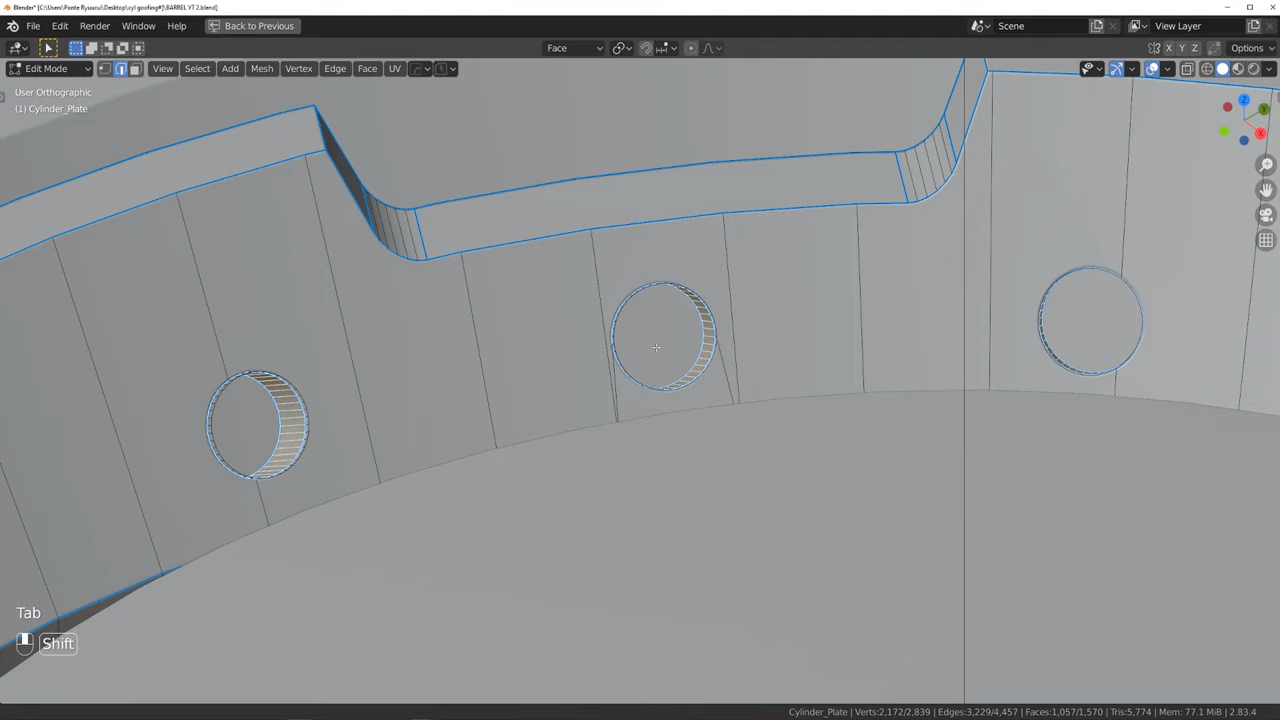 Blender* [C:\Users\Ponte Ryuurui\Desktop\cyl goofing#]\BARREL YT 2.blend]
File Edit Render Window Help Back to Previous Scene View Layer
Face X Y Z Options
Edit Mode View Select Add Mesh Vertex Edge Face UV
User Orthographic
(1) Cylinder_Plate
Z
Y
X
Tab
Shift
Cylinder_Plate | Verts:2,172/2,839 | Edges:3,229/4,457 | Faces:1,057/1,570 | Tris:5,774 | Mem: 77.1 MiB | 2.83.4